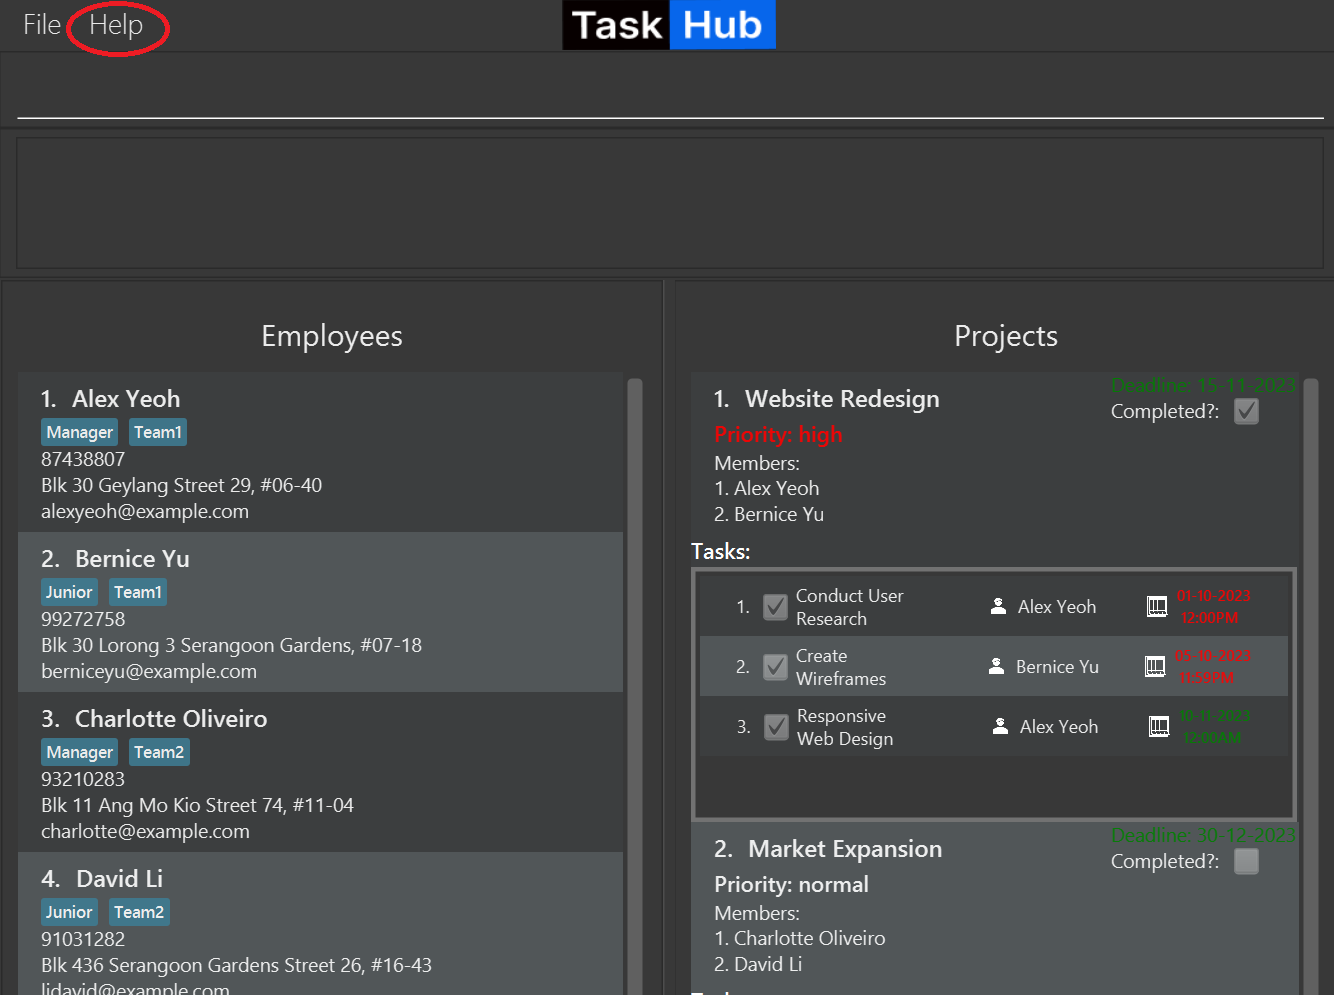 File Help
Task Hub
Employees
1. Alex Yeoh
Manager Team1
87438807
Blk 30 Geylang Street 29, #06-40
alexyeoh@example.com
2. Bernice Yu
Junior Team1
99272758
Blk 30 Lorong 3 Serangoon Gardens, #07-18
berniceyu@example.com
3. Charlotte Oliveiro
Manager Team2
93210283
Blk 11 Ang Mo Kio Street 74, #11-04
charlotte@example.com
4. David Li
Junior Team2
91031282
Blk 436 Serangoon Gardens Street 26, #16-43
lidavid@example.com
Projects
1. Website Redesign
Deadline: 15-11-2023
Completed?:
Priority: high
Members:
1. Alex Yeoh
2. Bernice Yu
Tasks:
1. Conduct User
Research
Alex Yeoh
01-10-2023
12:00PM
2. Create
Wireframes
Bernice Yu
05-10-2023
11:59PM
3. Responsive
Web Design
Alex Yeoh
10-11-2023
12:00AM
2. Market Expansion
Deadline: 30-12-2023
Completed?:
Priority: normal
Members:
1. Charlotte Oliveiro
2. David Li